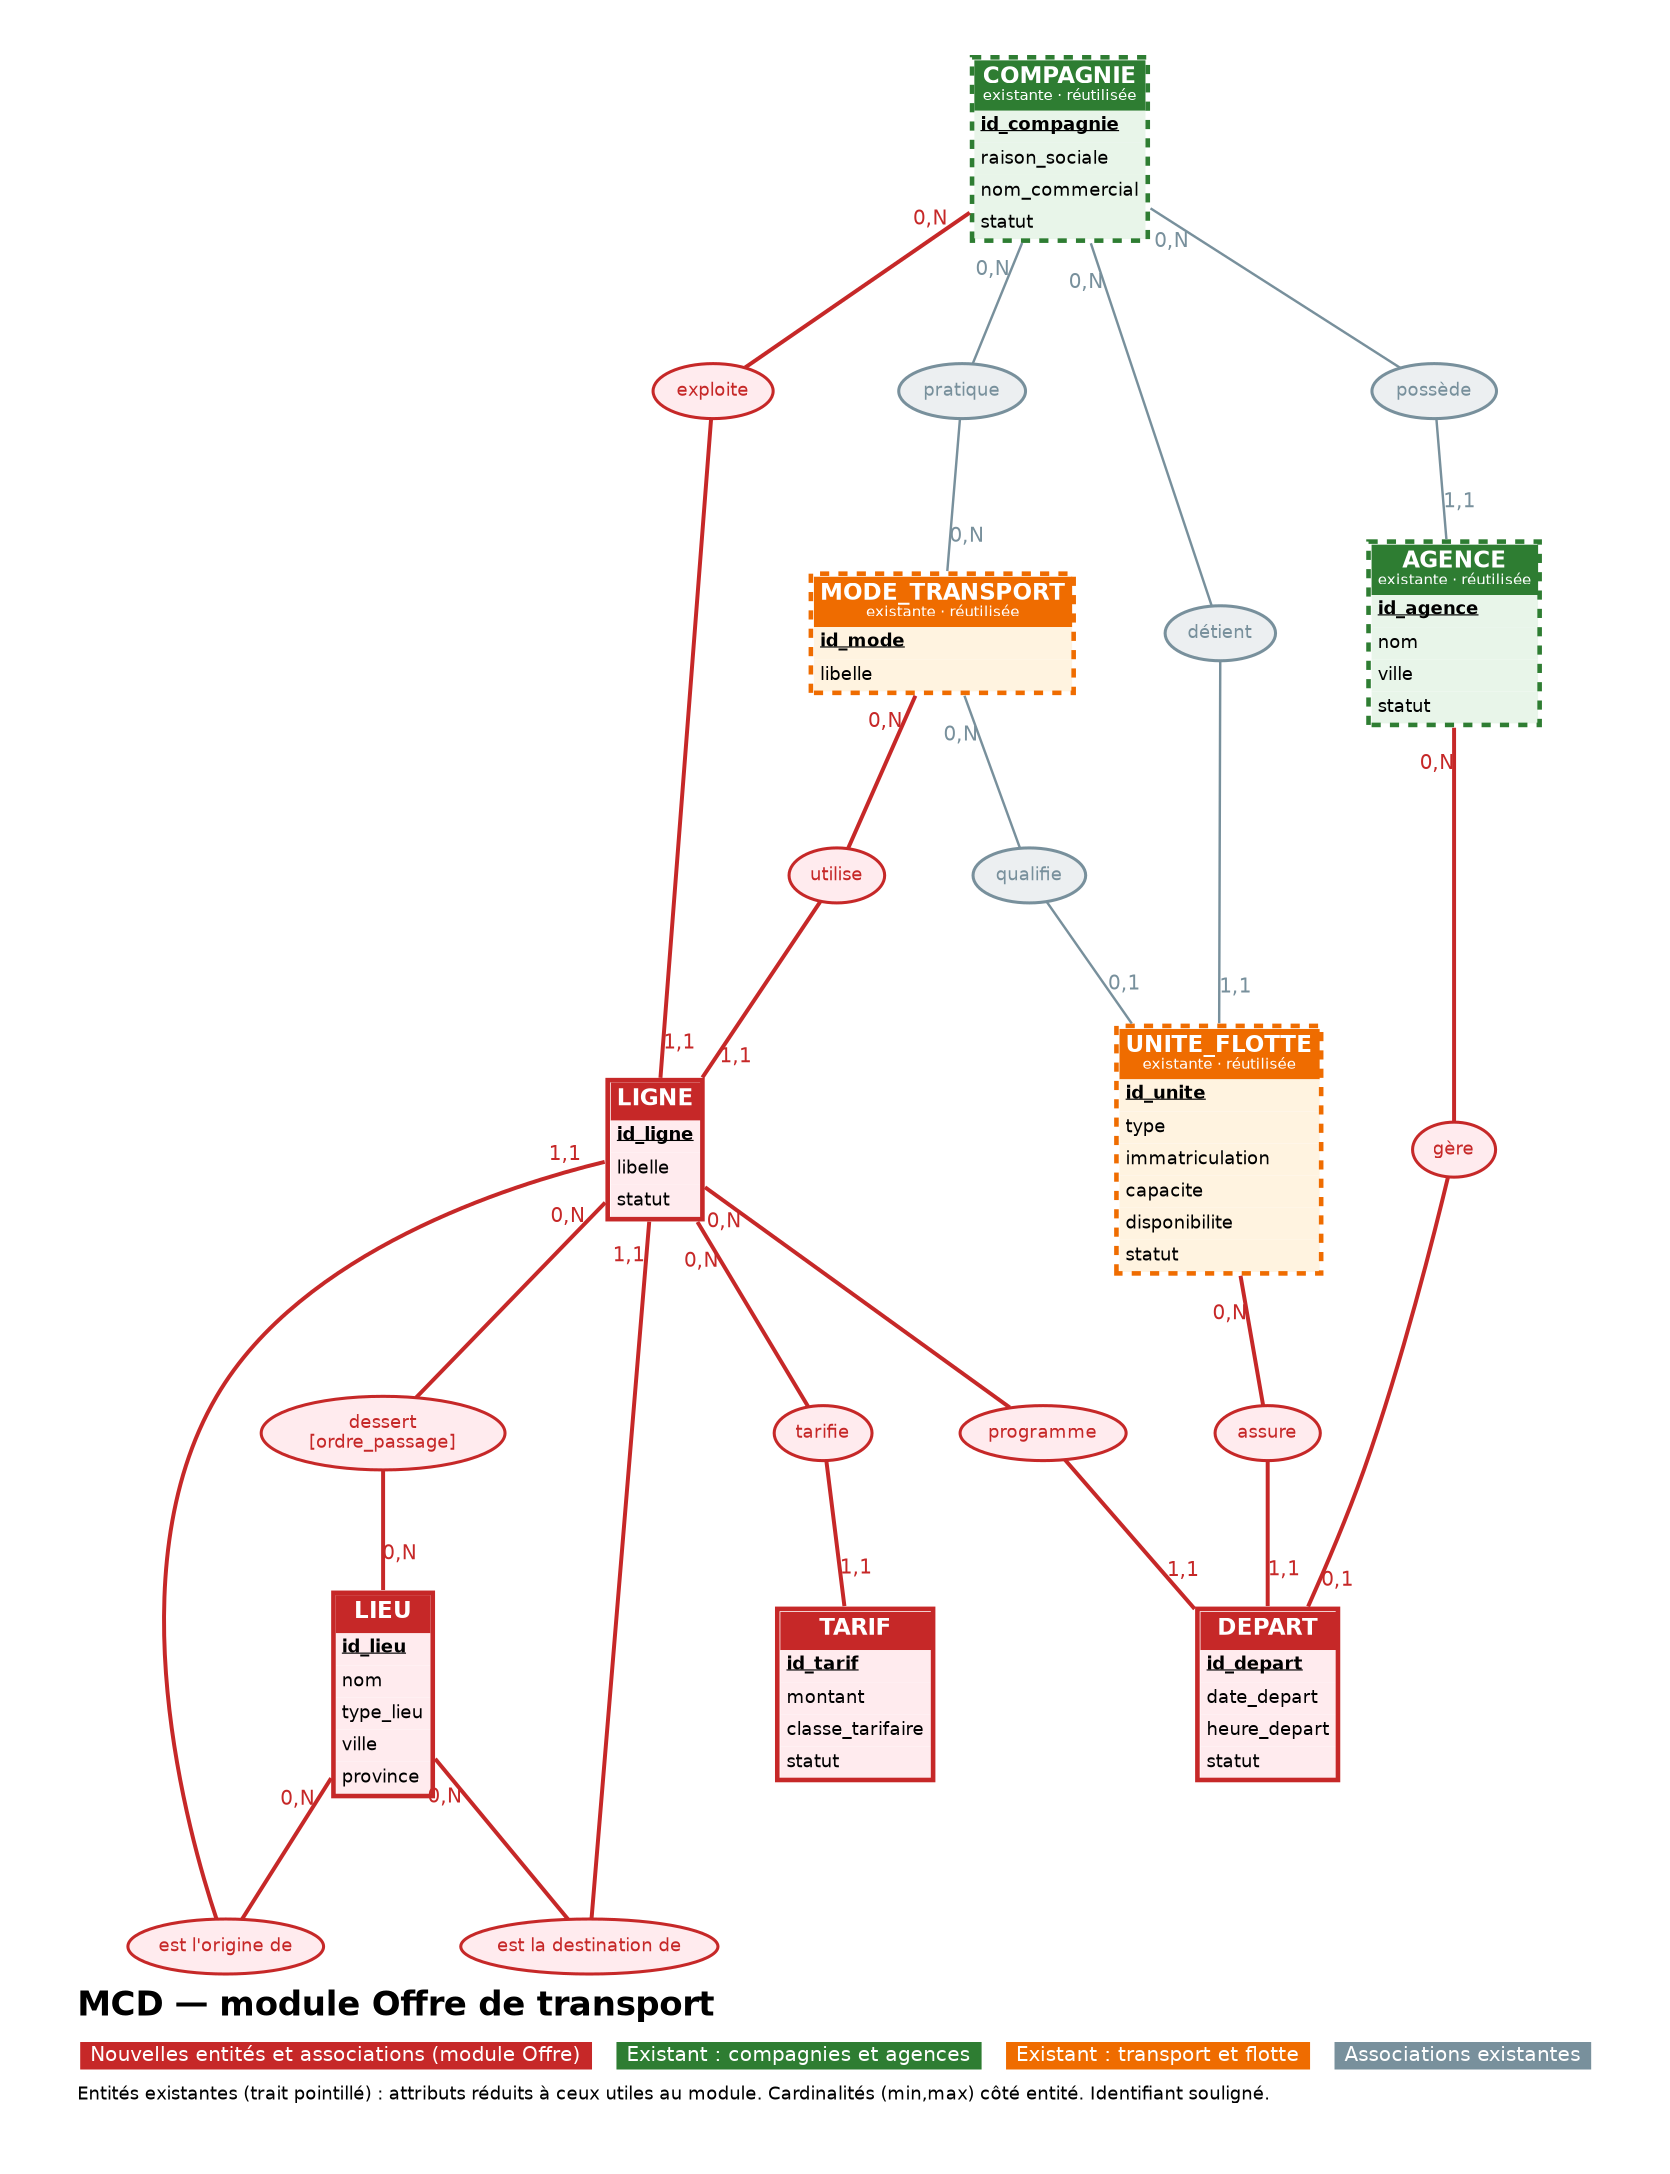 COMPAGNIE
existante · réutilisée
id_compagnie
raison_sociale
nom_commercial
statut
0,N
0,N
0,N
0,N
exploite
pratique
possède
1,1
0,N
AGENCE
existante · réutilisée
id_agence
nom
ville
statut
MODE_TRANSPORT
existante · réutilisée
id_mode
libelle
détient
0,N
0,N
0,N
utilise
qualifie
0,1
1,1
1,1
1,1
UNITE_FLOTTE
existante · réutilisée
id_unite
type
immatriculation
capacite
disponibilite
statut
LIGNE
id_ligne
libelle
statut
gère
1,1
0,N
0,N
1,1
0,N
0,N
dessert
[ordre_passage]
tarifie
programme
assure
0,N
1,1
1,1
1,1
0,1
LIEU
id_lieu
nom
type_lieu
ville
province
TARIF
id_tarif
montant
classe_tarifaire
statut
DEPART
id_depart
date_depart
heure_depart
statut
0,N
0,N
est l'origine de
est la destination de
MCD — module Offre de transport
Nouvelles entités et associations (module Offre)
Existant : compagnies et agences
Existant : transport et flotte
Associations existantes
Entités existantes (trait pointillé) : attributs réduits à ceux utiles au module. Cardinalités (min,max) côté entité. Identifiant souligné.